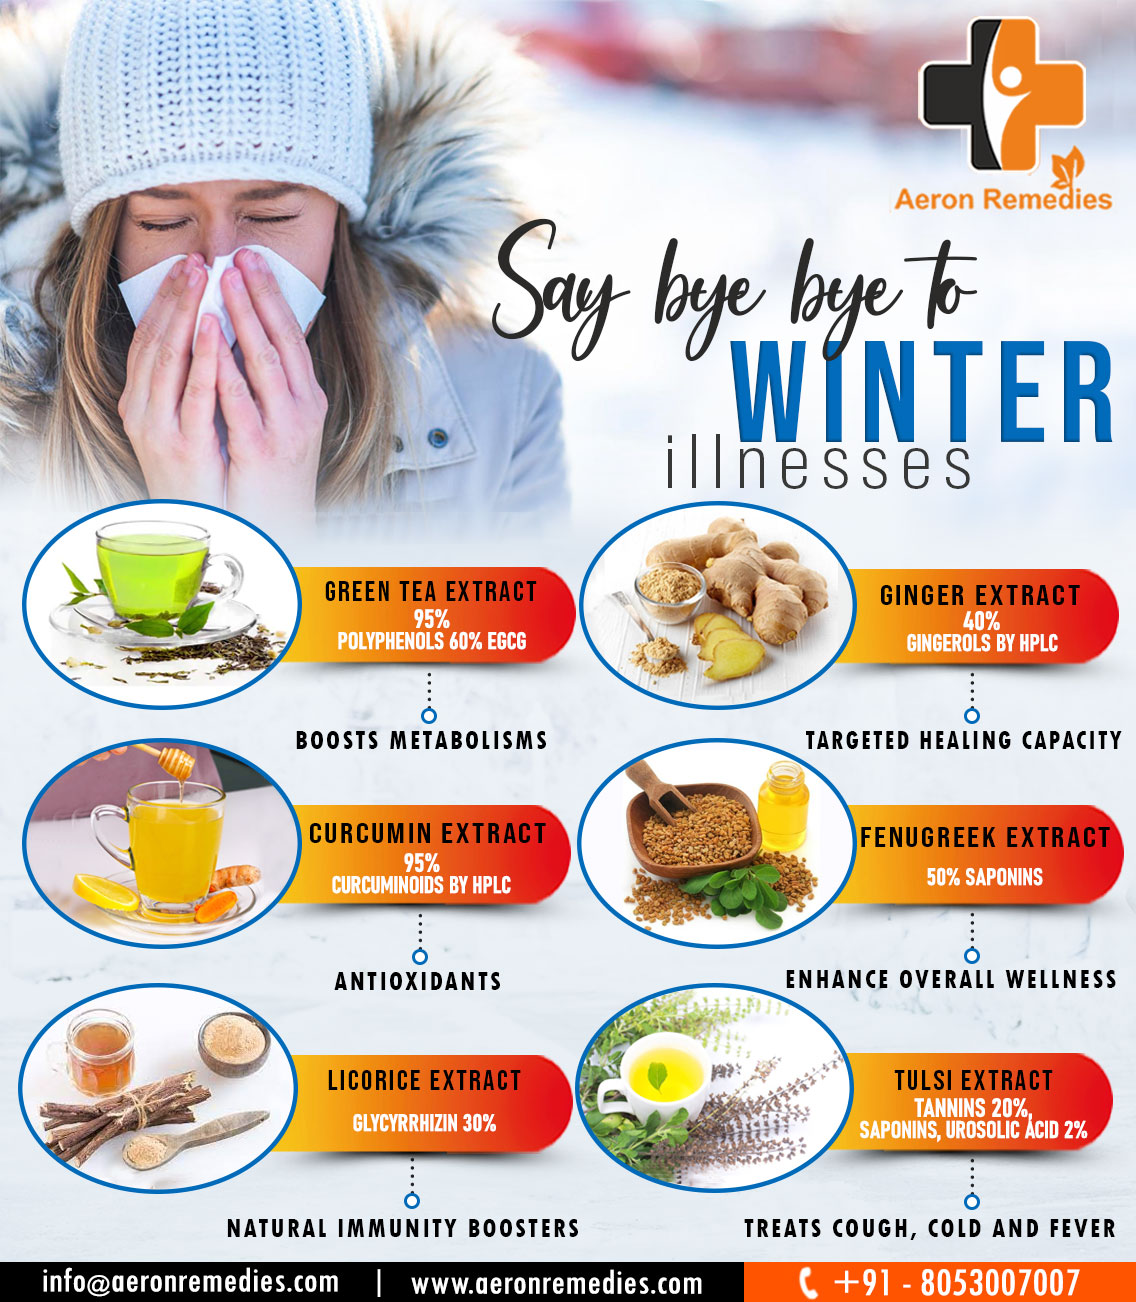 Aeron Remedies
Say bye bye to
WINTER
illnesses
GREEN TEA EXTRACT
95%
POLYPHENOLS 60% EGCG
BOOSTS METABOLISMS
GINGER EXTRACT
40%
GINGEROLS BY HPLC
TARGETED HEALING CAPACITY
CURCUMIN EXTRACT
95%
CURCUMINOIDS BY HPLC
ANTIOXIDANTS
FENUGREEK EXTRACT
50% SAPONINS
ENHANCE OVERALL WELLNESS
LICORICE EXTRACT
GLYCYRRHIZIN 30%
NATURAL IMMUNITY BOOSTERS
TULSI EXTRACT
TANNINS 20%,
SAPONINS, UROSOLIC ACID 2%
TREATS COUGH, COLD AND FEVER
info@aeronremedies.com | www.aeronremedies.com +91 - 8053007007